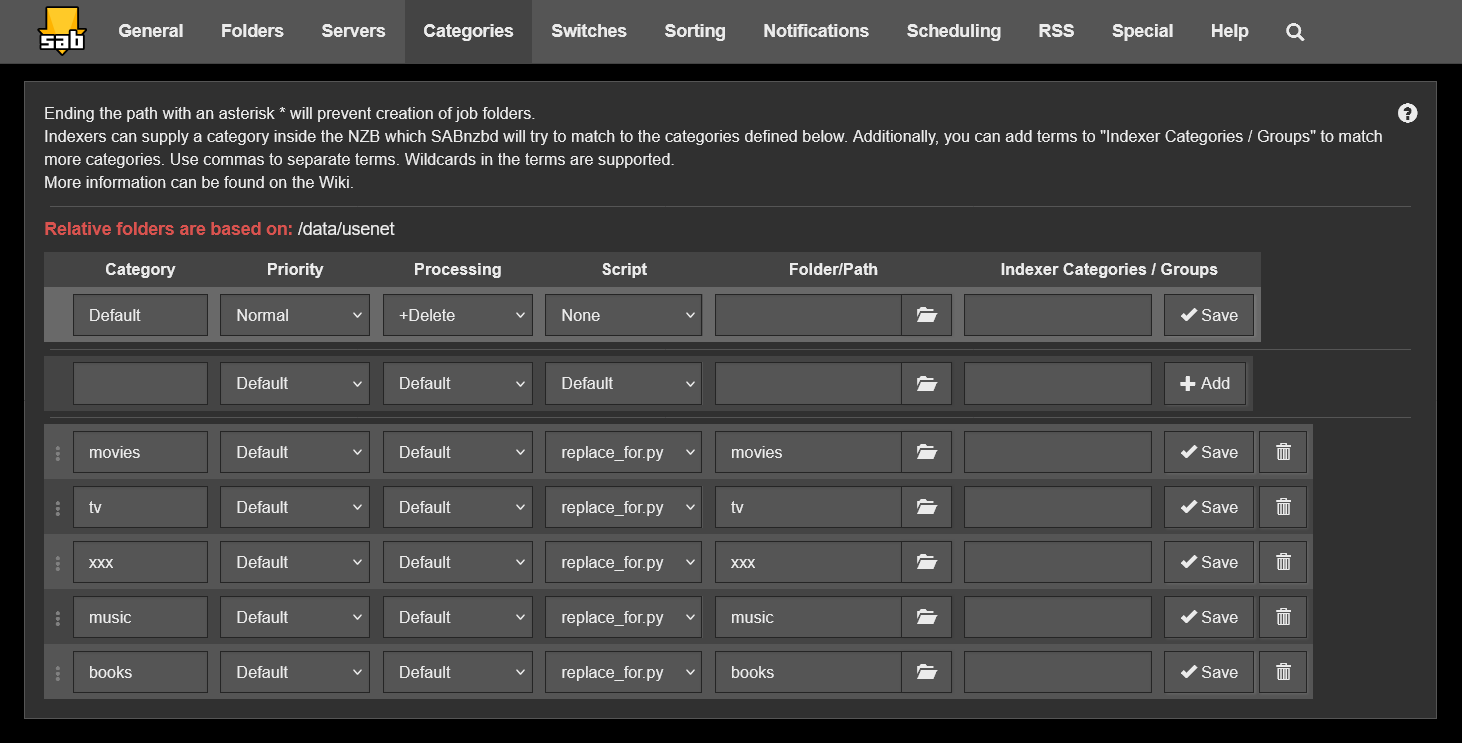 sab General Folders Servers Categories Switches Sorting Notifications Scheduling RSS Special Help
Ending the path with an asterisk * will prevent creation of job folders.
Indexers can supply a category inside the NZB which SABnzbd will try to match to the categories defined below. Additionally, you can add terms to "Indexer Categories / Groups" to match
more categories. Use commas to separate terms. Wildcards in the terms are supported.
More information can be found on the Wiki.
Relative folders are based on: /data/usenet
Category Priority Processing Script Folder/Path Indexer Categories / Groups
Default Normal +Delete None Save
Default Default Default Add
movies Default Default replace_for.py movies Save
tv Default Default replace_for.py tv Save
xxx Default Default replace_for.py xxx Save
music Default Default replace_for.py music Save
books Default Default replace_for.py books Save